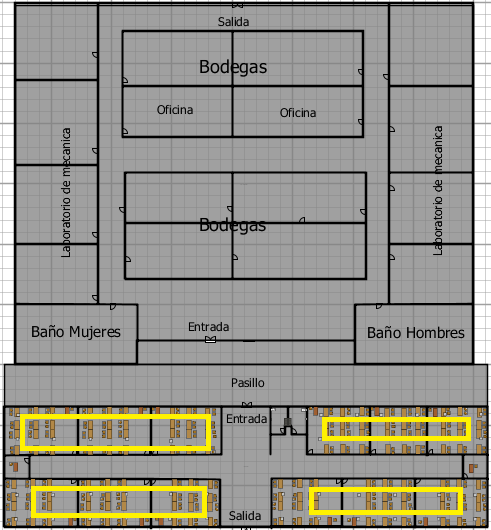 Salida
Bodegas
Oficina
Oficina
Laboratorio de mecanica
Laboratorio de mecanica
Bodegas
Baño Mujeres
Entrada
Baño Hombres
Pasillo
Entrada
Salida